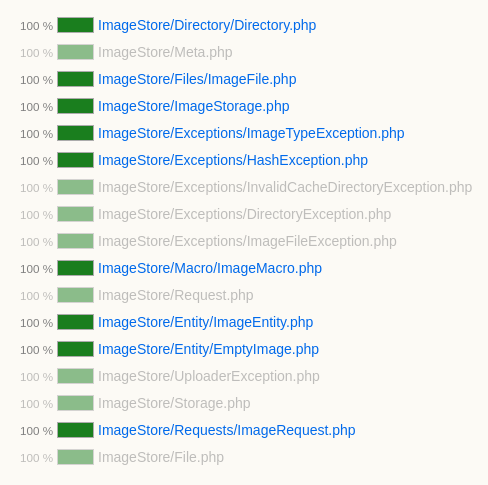 100 % ImageStore/Directory/Directory.php
100 % ImageStore/Meta.php
100 % ImageStore/Files/ImageFile.php
100 % ImageStore/ImageStorage.php
100 % ImageStore/Exceptions/ImageTypeException.php
100 % ImageStore/Exceptions/HashException.php
100 % ImageStore/Exceptions/InvalidCacheDirectoryException.php
100 % ImageStore/Exceptions/DirectoryException.php
100 % ImageStore/Exceptions/ImageFileException.php
100 % ImageStore/Macro/ImageMacro.php
100 % ImageStore/Request.php
100 % ImageStore/Entity/ImageEntity.php
100 % ImageStore/Entity/EmptyImage.php
100 % ImageStore/UploaderException.php
100 % ImageStore/Storage.php
100 % ImageStore/Requests/ImageRequest.php
100 % ImageStore/File.php